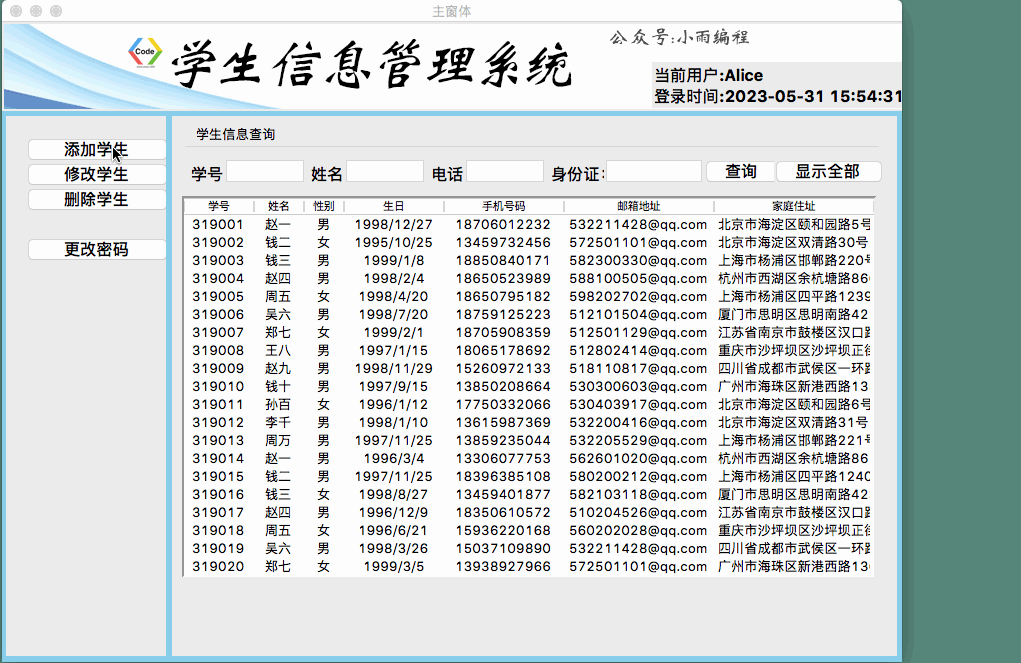 主窗体
Code
学生信息管理系统
公众号:小雨编程
当前用户:Alice
登录时间:2023-05-31 15:54:31
添加学生
修改学生
删除学生
更改密码
学生信息查询
学号 姓名 电话 身份证: 查询 显示全部
学号 姓名 性别 生日 手机号码 邮箱地址 家庭住址
319001 赵一 男 1998/12/27 18706012232 532211428@qq.com 北京市海淀区颐和园路5号
319002 钱二 女 1995/10/25 13459732456 572501101@qq.com 北京市海淀区双清路30号
319003 钱三 男 1999/1/8 18850840171 582300330@qq.com 上海市杨浦区邯郸路220号
319004 赵四 男 1998/2/4 18650523989 588100505@qq.com 杭州市西湖区余杭塘路86
319005 周五 女 1998/4/20 18650795182 598202702@qq.com 上海市杨浦区四平路1239
319006 吴六 男 1998/7/20 18759125223 512101504@qq.com 厦门市思明区思明南路42
319007 郑七 女 1999/2/1 18705908359 512501129@qq.com 江苏省南京市鼓楼区汉口路
319008 王八 男 1997/1/15 18065178692 512802414@qq.com 重庆市沙坪坝区沙坪坝正街
319009 赵九 男 1998/11/29 15260972133 518110817@qq.com 四川省成都市武侯区一环路
319010 钱十 男 1997/9/15 13850208664 530300603@qq.com 广州市海珠区新港西路13
319011 孙百 女 1996/1/12 17750332066 530403917@qq.com 北京市海淀区颐和园路6号
319012 李千 男 1998/1/10 13615987369 532200416@qq.com 北京市海淀区双清路31号
319013 周万 男 1997/11/25 13859235044 532205529@qq.com 上海市杨浦区邯郸路221号
319014 赵一 男 1996/3/4 13306077753 562601020@qq.com 杭州市西湖区余杭塘路86
319015 钱二 男 1997/11/25 18396385108 580200212@qq.com 上海市杨浦区四平路1240
319016 钱三 女 1998/8/27 13459401877 582103118@qq.com 厦门市思明区思明南路42
319017 赵四 男 1996/12/9 18350610572 510204526@qq.com 江苏省南京市鼓楼区汉口路
319018 周五 女 1996/6/21 15936220168 560202028@qq.com 重庆市沙坪坝区沙坪坝正街
319019 吴六 男 1998/3/26 15037109890 532211428@qq.com 四川省成都市武侯区一环路
319020 郑七 女 1999/3/5 13938927966 572501101@qq.com 广州市海珠区新港西路13